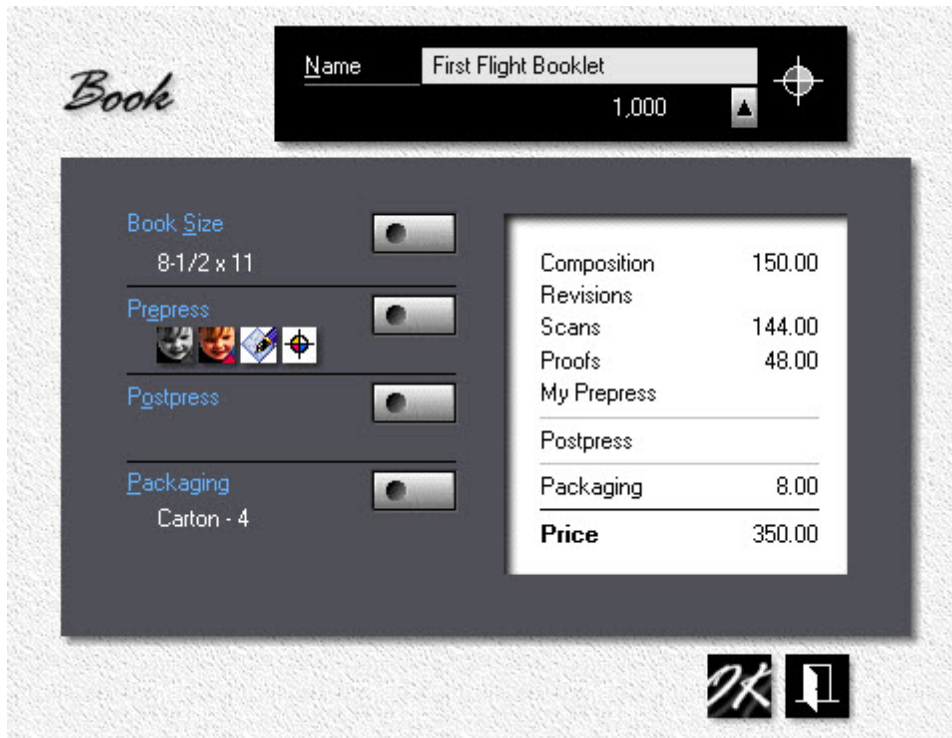 Book
Name First Flight Booklet
1,000
Book Size
8-1/2 x 11
Prepress
Postpress
Packaging
Carton - 4
Composition 150.00
Revisions
Scans 144.00
Proofs 48.00
My Prepress
Postpress
Packaging 8.00
Price 350.00
OK